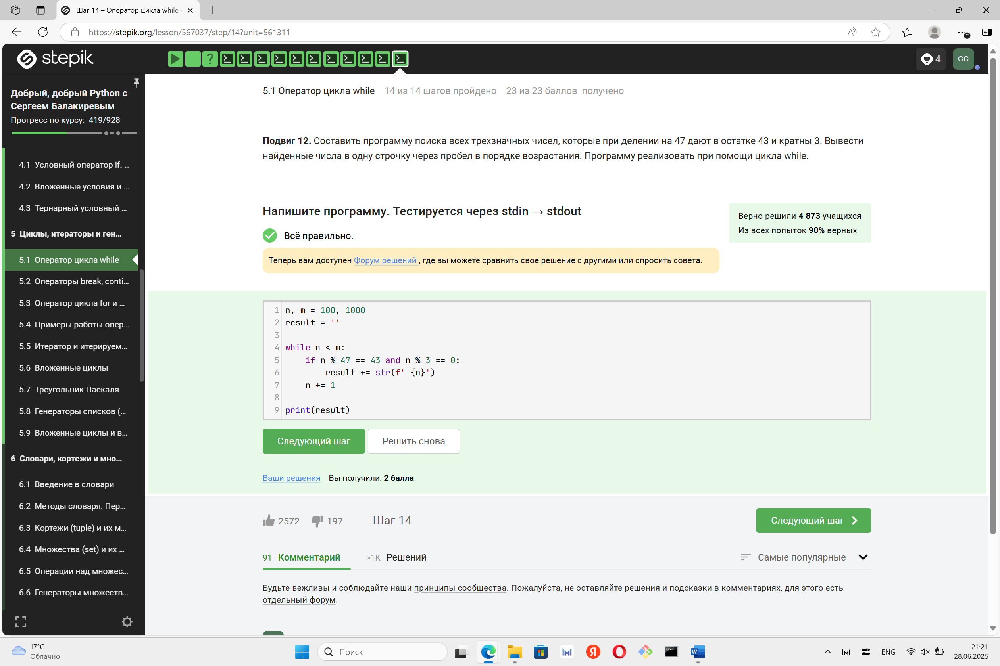 Шаг 14 – Оператор цикла while -
https://stepik.org/lesson/567037/step/14?unit=561311
stepik
?
4
CC
Добрый, добрый Python с
Сергеем Балакиревым
Прогресс по курсу: 419/928
4.1 Условный оператор if. ...
4.2 Вложенные условия и ...
4.3 Тернарный условный ...
5 Циклы, итераторы и ген...
5.1 Оператор цикла while
5.2 Операторы break, conti...
5.3 Оператор цикла for и ...
5.4 Примеры работы опер...
5.5 Итератор и итерируем...
5.6 Вложенные циклы
5.7 Треугольник Паскаля
5.8 Генераторы списков (...
5.9 Вложенные циклы и в...
6 Словари, кортежи и мно...
6.1 Введение в словари
6.2 Методы словаря. Пер...
6.3 Кортежи (tuple) и их м...
6.4 Множества (set) и их ...
6.5 Операции над множес...
6.6 Генераторы множеств...
5.1 Оператор цикла while 14 из 14 шагов пройдено 23 из 23 баллов получено
Подвиг 12. Составить программу поиска всех трехзначных чисел, которые при делении на 47 дают в остатке 43 и кратны 3. Вывести
найденные числа в одну строчку через пробел в порядке возрастания. Программу реализовать при помощи цикла while.
Напишите программу. Тестируется через stdin → stdout
Верно решили 4 873 учащихся
Из всех попыток 90% верных
Всё правильно.
Теперь вам доступен Форум решений , где вы можете сравнить свое решение с другими или спросить совета.
1 n, m = 100, 1000
2 result = ''
3
4 while n < m:
5     if n % 47 == 43 and n % 3 == 0:
6         result += str(f' {n}')
7     n += 1
8
9 print(result)
Следующий шаг
Решить снова
Ваши решения Вы получили: 2 балла
2572 197 Шаг 14
Следующий шаг
91 Комментарий >1K Решений
Самые популярные
Будьте вежливы и соблюдайте наши принципы сообщества. Пожалуйста, не оставляйте решения и подсказки в комментариях, для этого есть
отдельный форум.
17°C
Облачно
Поиск
ENG
21:21
28.06.2025